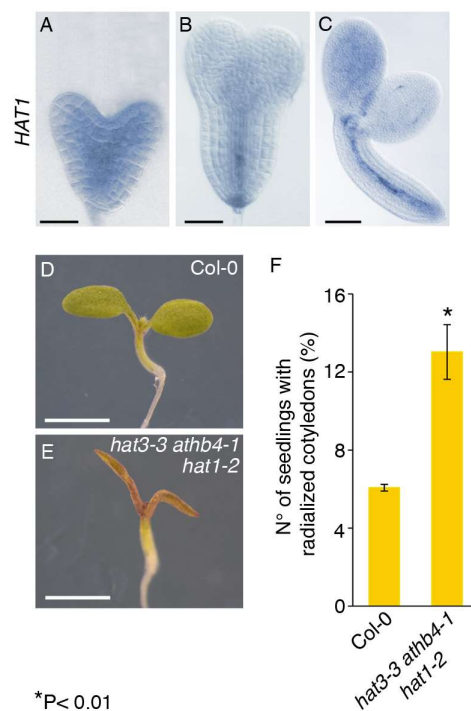 A
B
C
HAT1
D
Col-0
E
hat3-3 athb4-1
hat1-2
F
N° of seedlings with
radialized cotyledons (%)
16
12
8
4
0
*
Col-0
hat3-3 athb4-1
hat1-2
*P< 0.01